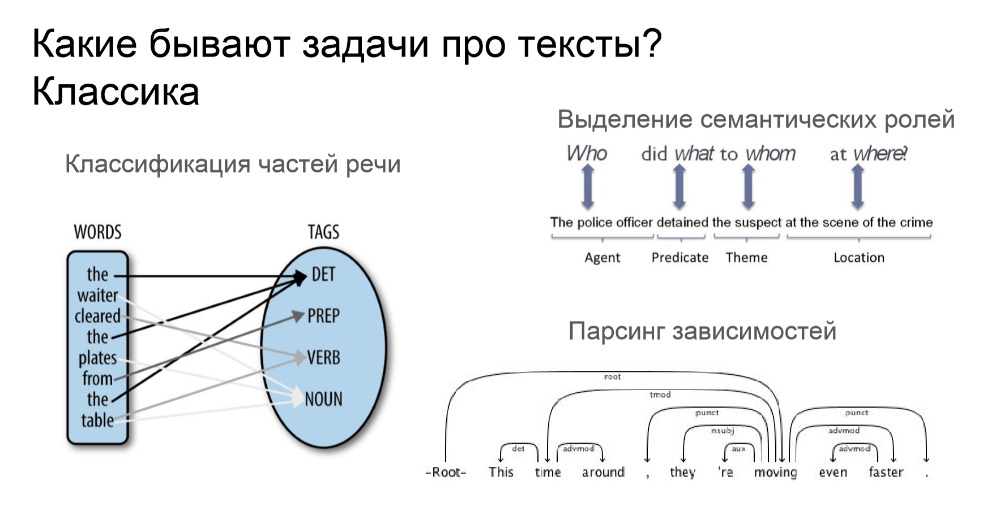 Какие бывают задачи про тексты?
Классика
Классификация частей речи
WORDS
TAGS
the
waiter
cleared
the
plates
from
the
table
DET
PREP
VERB
NOUN
Выделение семантических ролей
Who did what to whom at where?
The police officer detained the suspect at the scene of the crime
Agent Predicate Theme Location
Парсинг зависимостей
root
tmod
punct punct
nsubj advmod
det advmod aux advmod
-Root- This time around , they 're moving even faster .